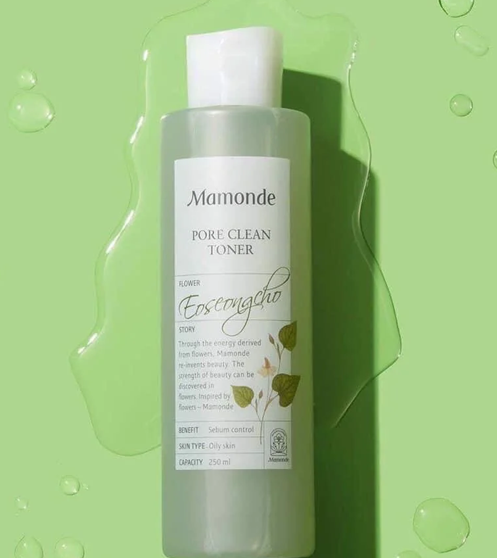 Mamonde
PORE CLEAN
TONER
FLOWER
Eoseongcho
STORY
Through the energy derived
from flowers, Mamonde
re-invents beauty. The
strength of beauty can be
discovered in
flowers. Inspired by
flowers – Mamonde
BENEFIT Sebum control
SKIN TYPE Oily skin
CAPACITY 250 ml
Mamonde